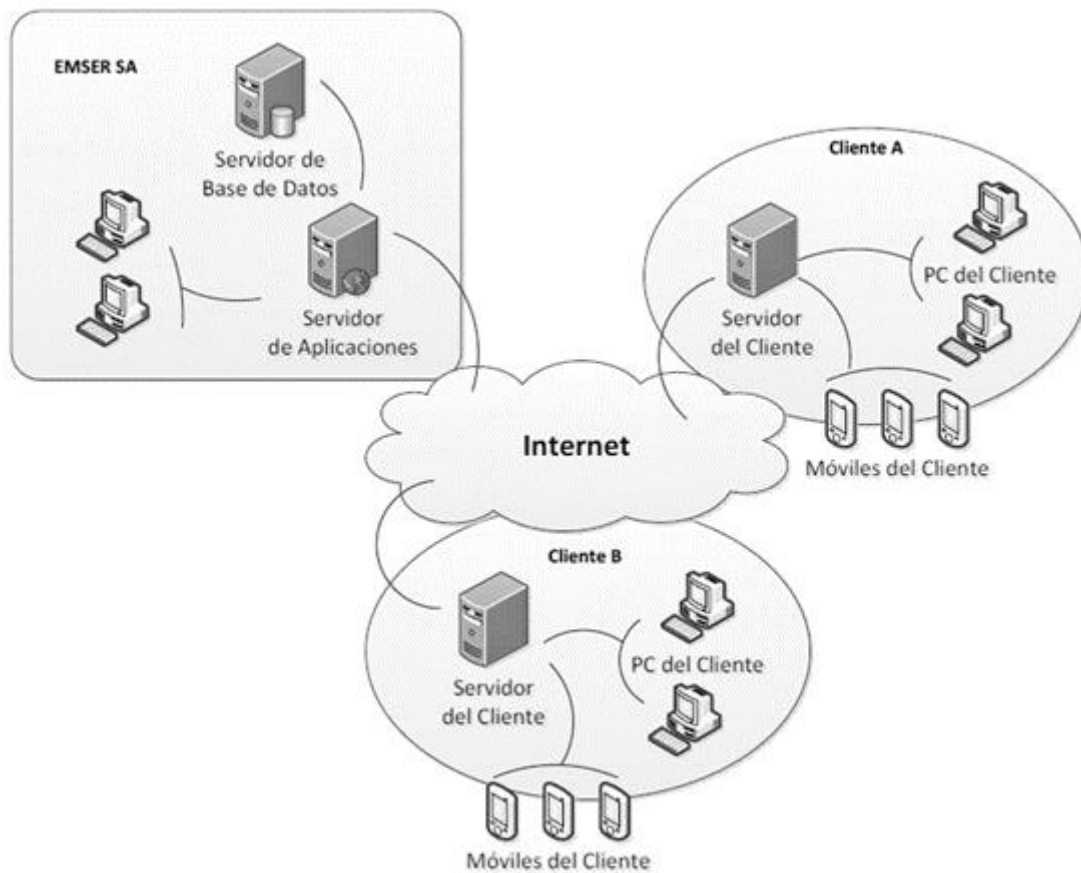 EMSER SA
Servidor de
Base de Datos
Servidor
de Aplicaciones
Cliente A
PC del Cliente
Servidor
del Cliente
Móviles del Cliente
Internet
Cliente B
PC del Cliente
Servidor
del Cliente
Móviles del Cliente